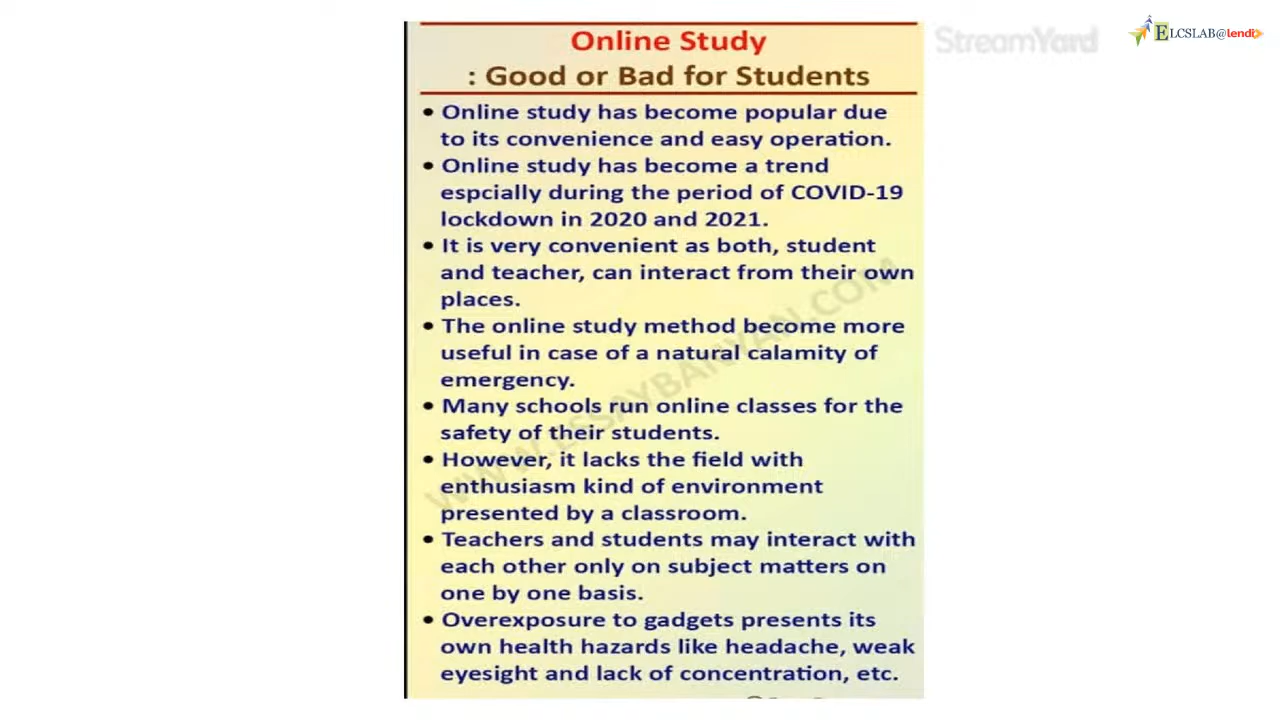 StreamYard
ELCSLAB@lendi
Online Study
: Good or Bad for Students
• Online study has become popular due
to its convenience and easy operation.
• Online study has become a trend
espcially during the period of COVID-19
lockdown in 2020 and 2021.
• It is very convenient as both, student
and teacher, can interact from their own
places.
• The online study method become more
useful in case of a natural calamity of
emergency.
• Many schools run online classes for the
safety of their students.
• However, it lacks the field with
enthusiasm kind of environment
presented by a classroom.
• Teachers and students may interact with
each other only on subject matters on
one by one basis.
• Overexposure to gadgets presents its
own health hazards like headache, weak
eyesight and lack of concentration, etc.
WWW.ESSAYBANYAN.COM